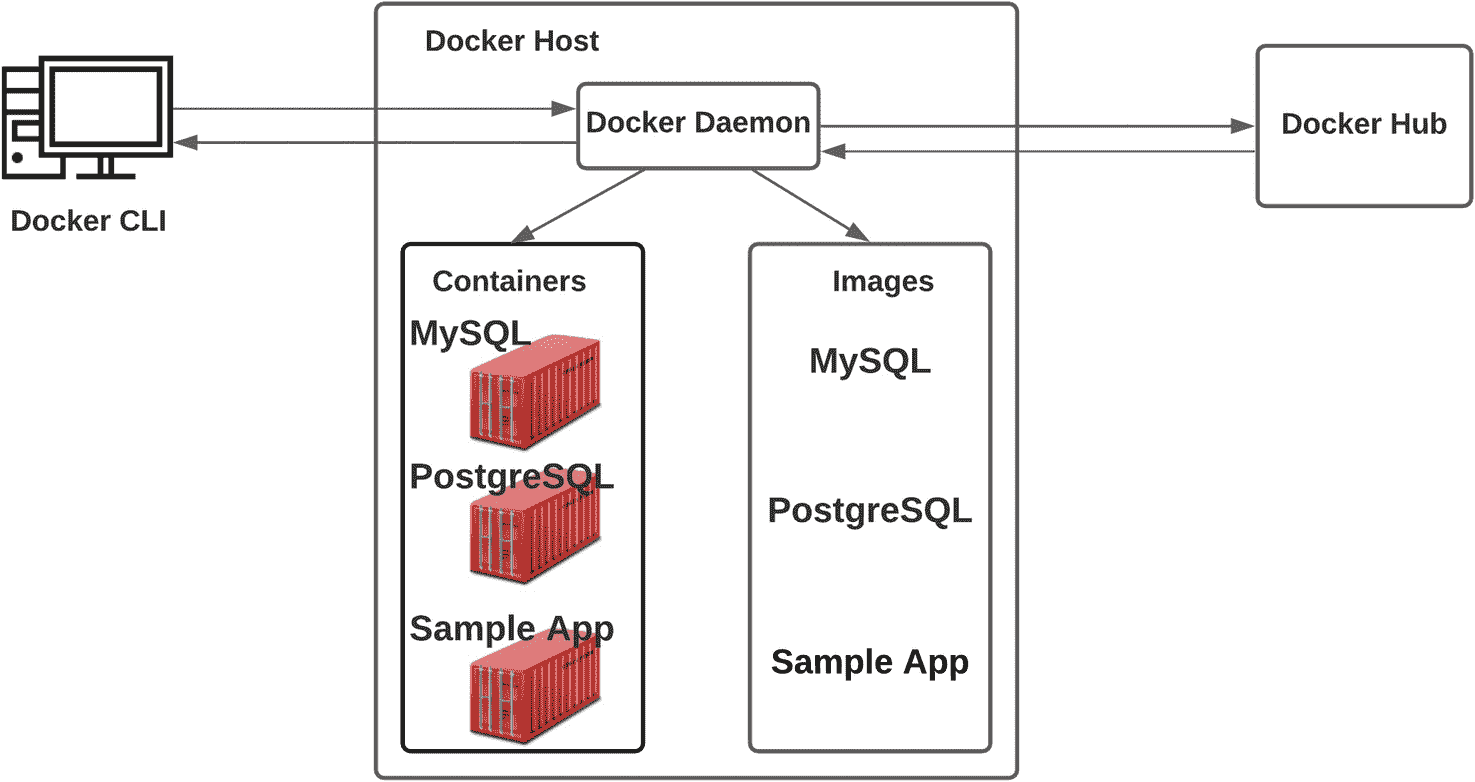 Docker Host
Docker Daemon
Docker Hub
Docker CLI
Containers
MySQL
PostgreSQL
Sample App
Images
MySQL
PostgreSQL
Sample App